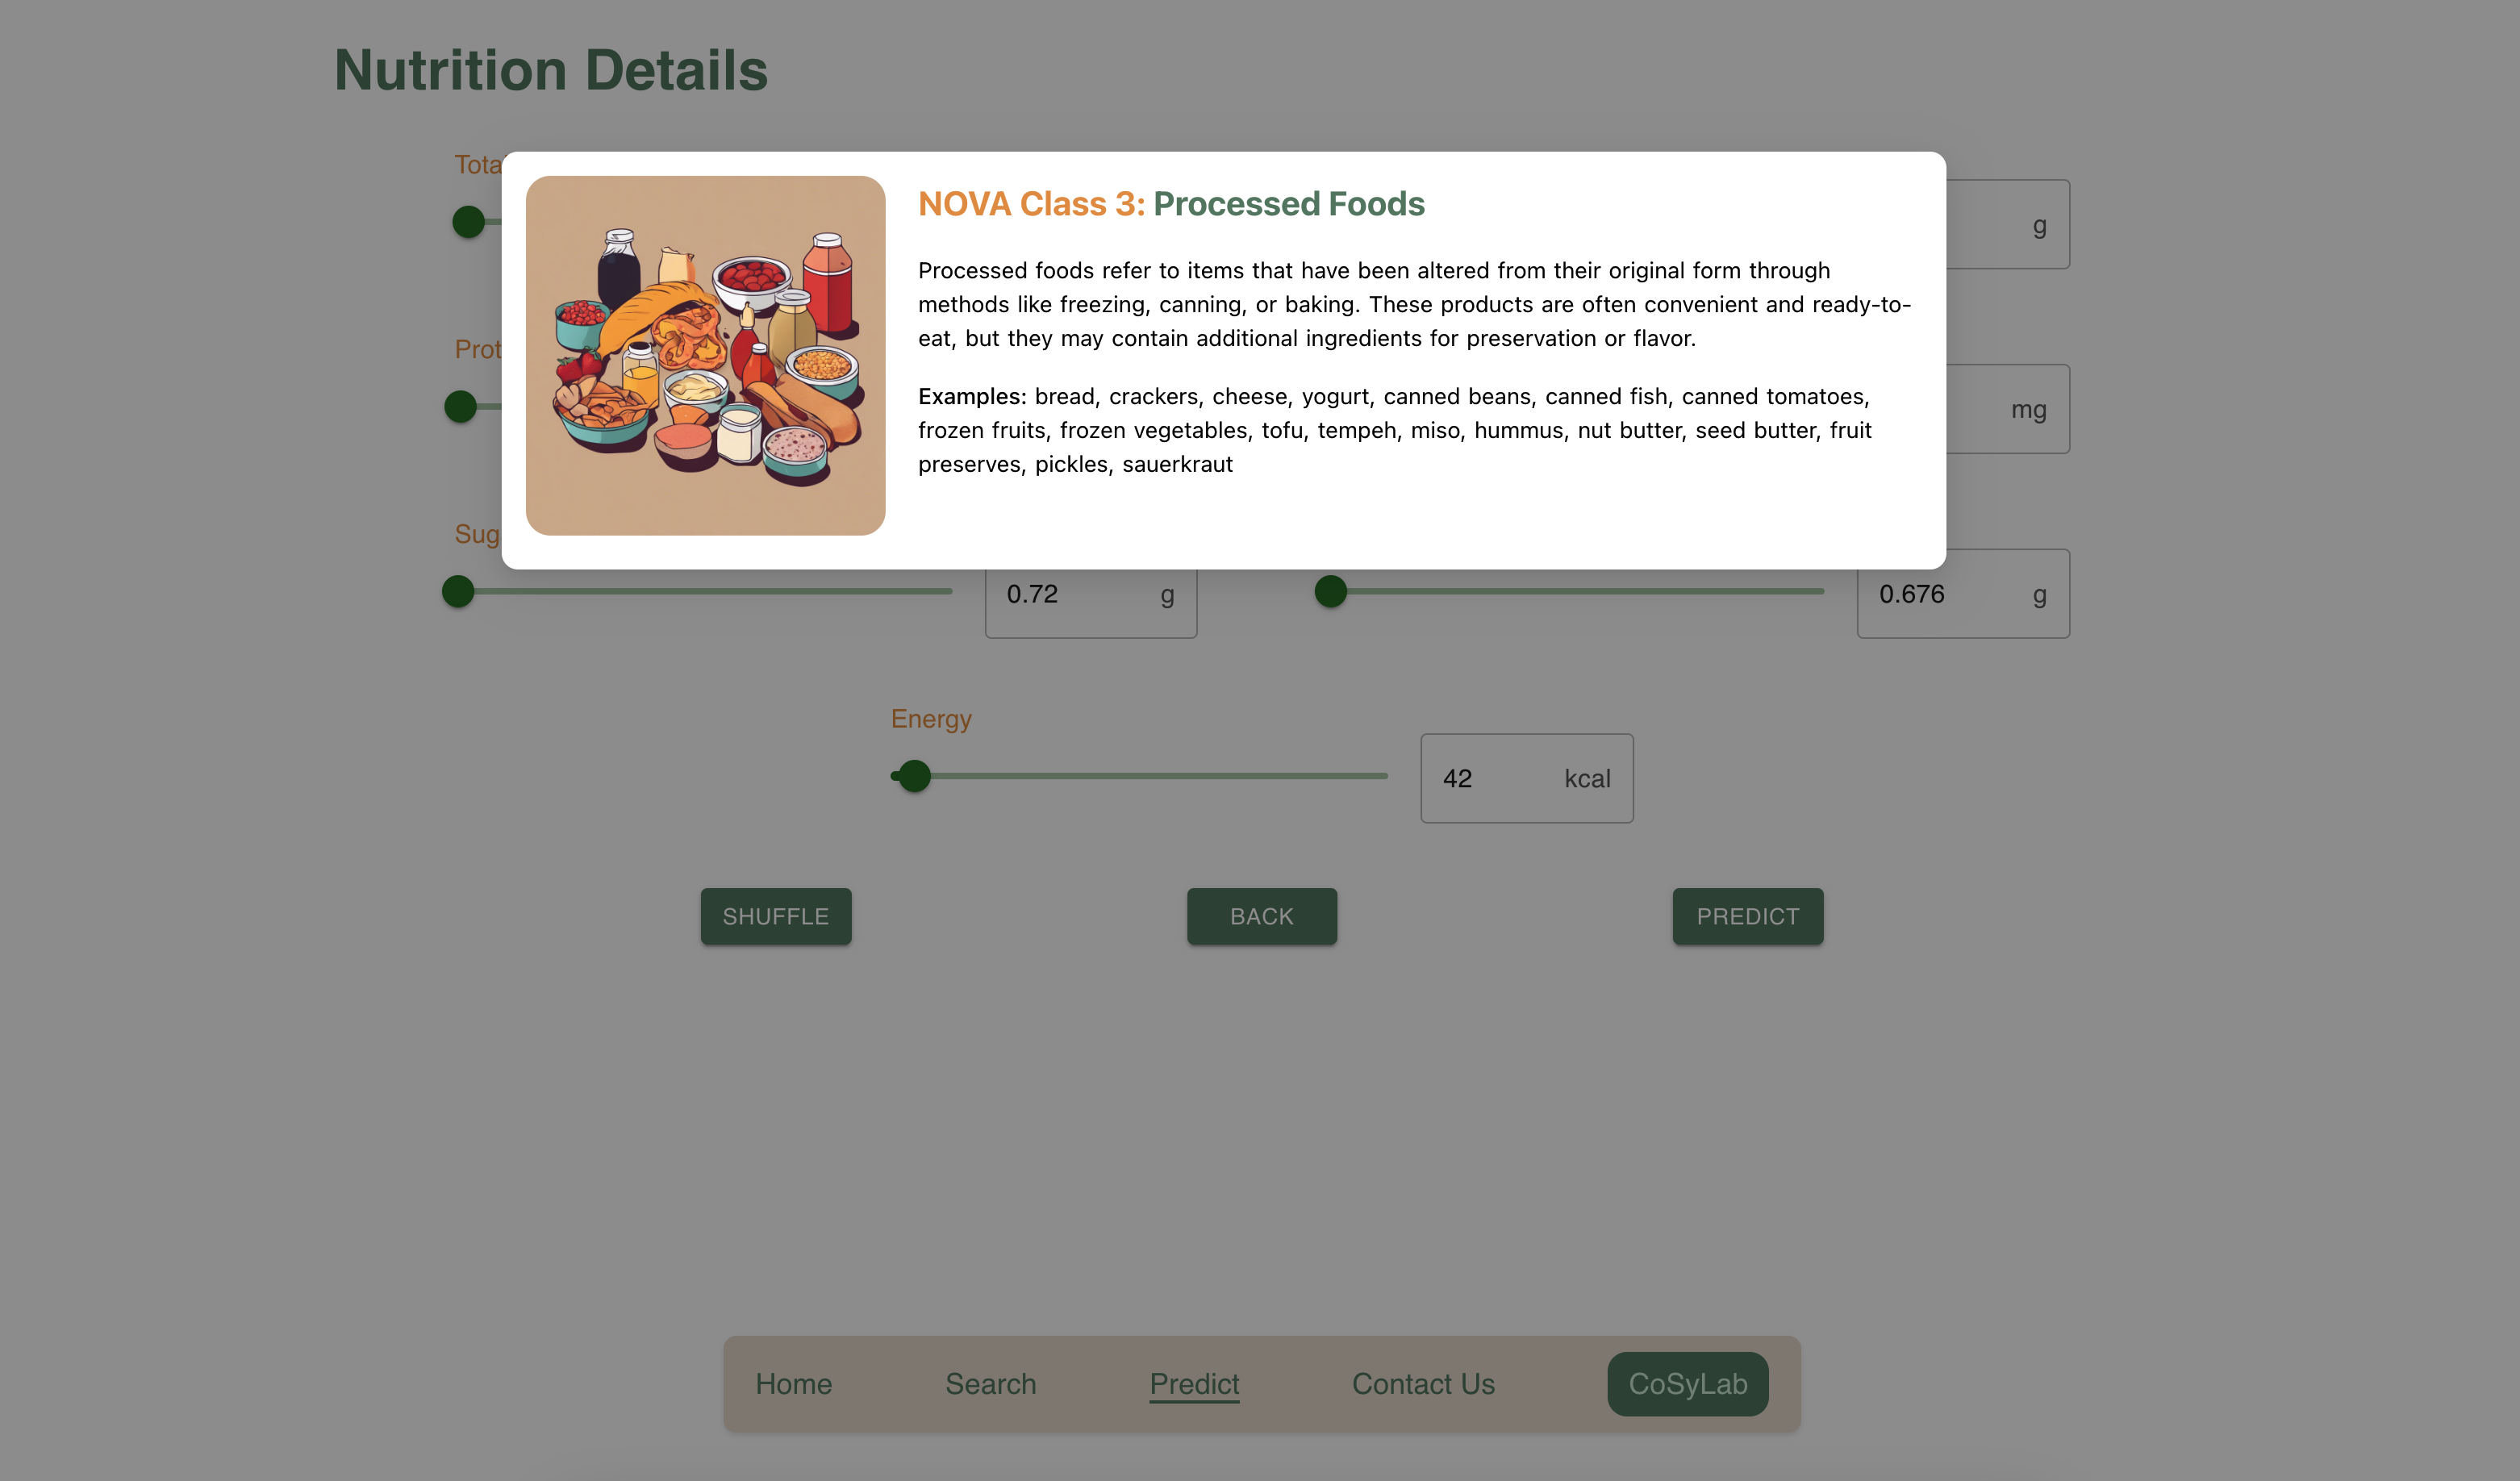 Nutrition Details
NOVA Class 3: Processed Foods
Processed foods refer to items that have been altered from their original form through
methods like freezing, canning, or baking. These products are often convenient and ready-to-
eat, but they may contain additional ingredients for preservation or flavor.
Examples: bread, crackers, cheese, yogurt, canned beans, canned fish, canned tomatoes,
frozen fruits, frozen vegetables, tofu, tempeh, miso, hummus, nut butter, seed butter, fruit
preserves, pickles, sauerkraut
g
mg
0.72 g 0.676 g
Energy
42 kcal
SHUFFLE BACK PREDICT
Home Search Predict Contact Us CoSyLab